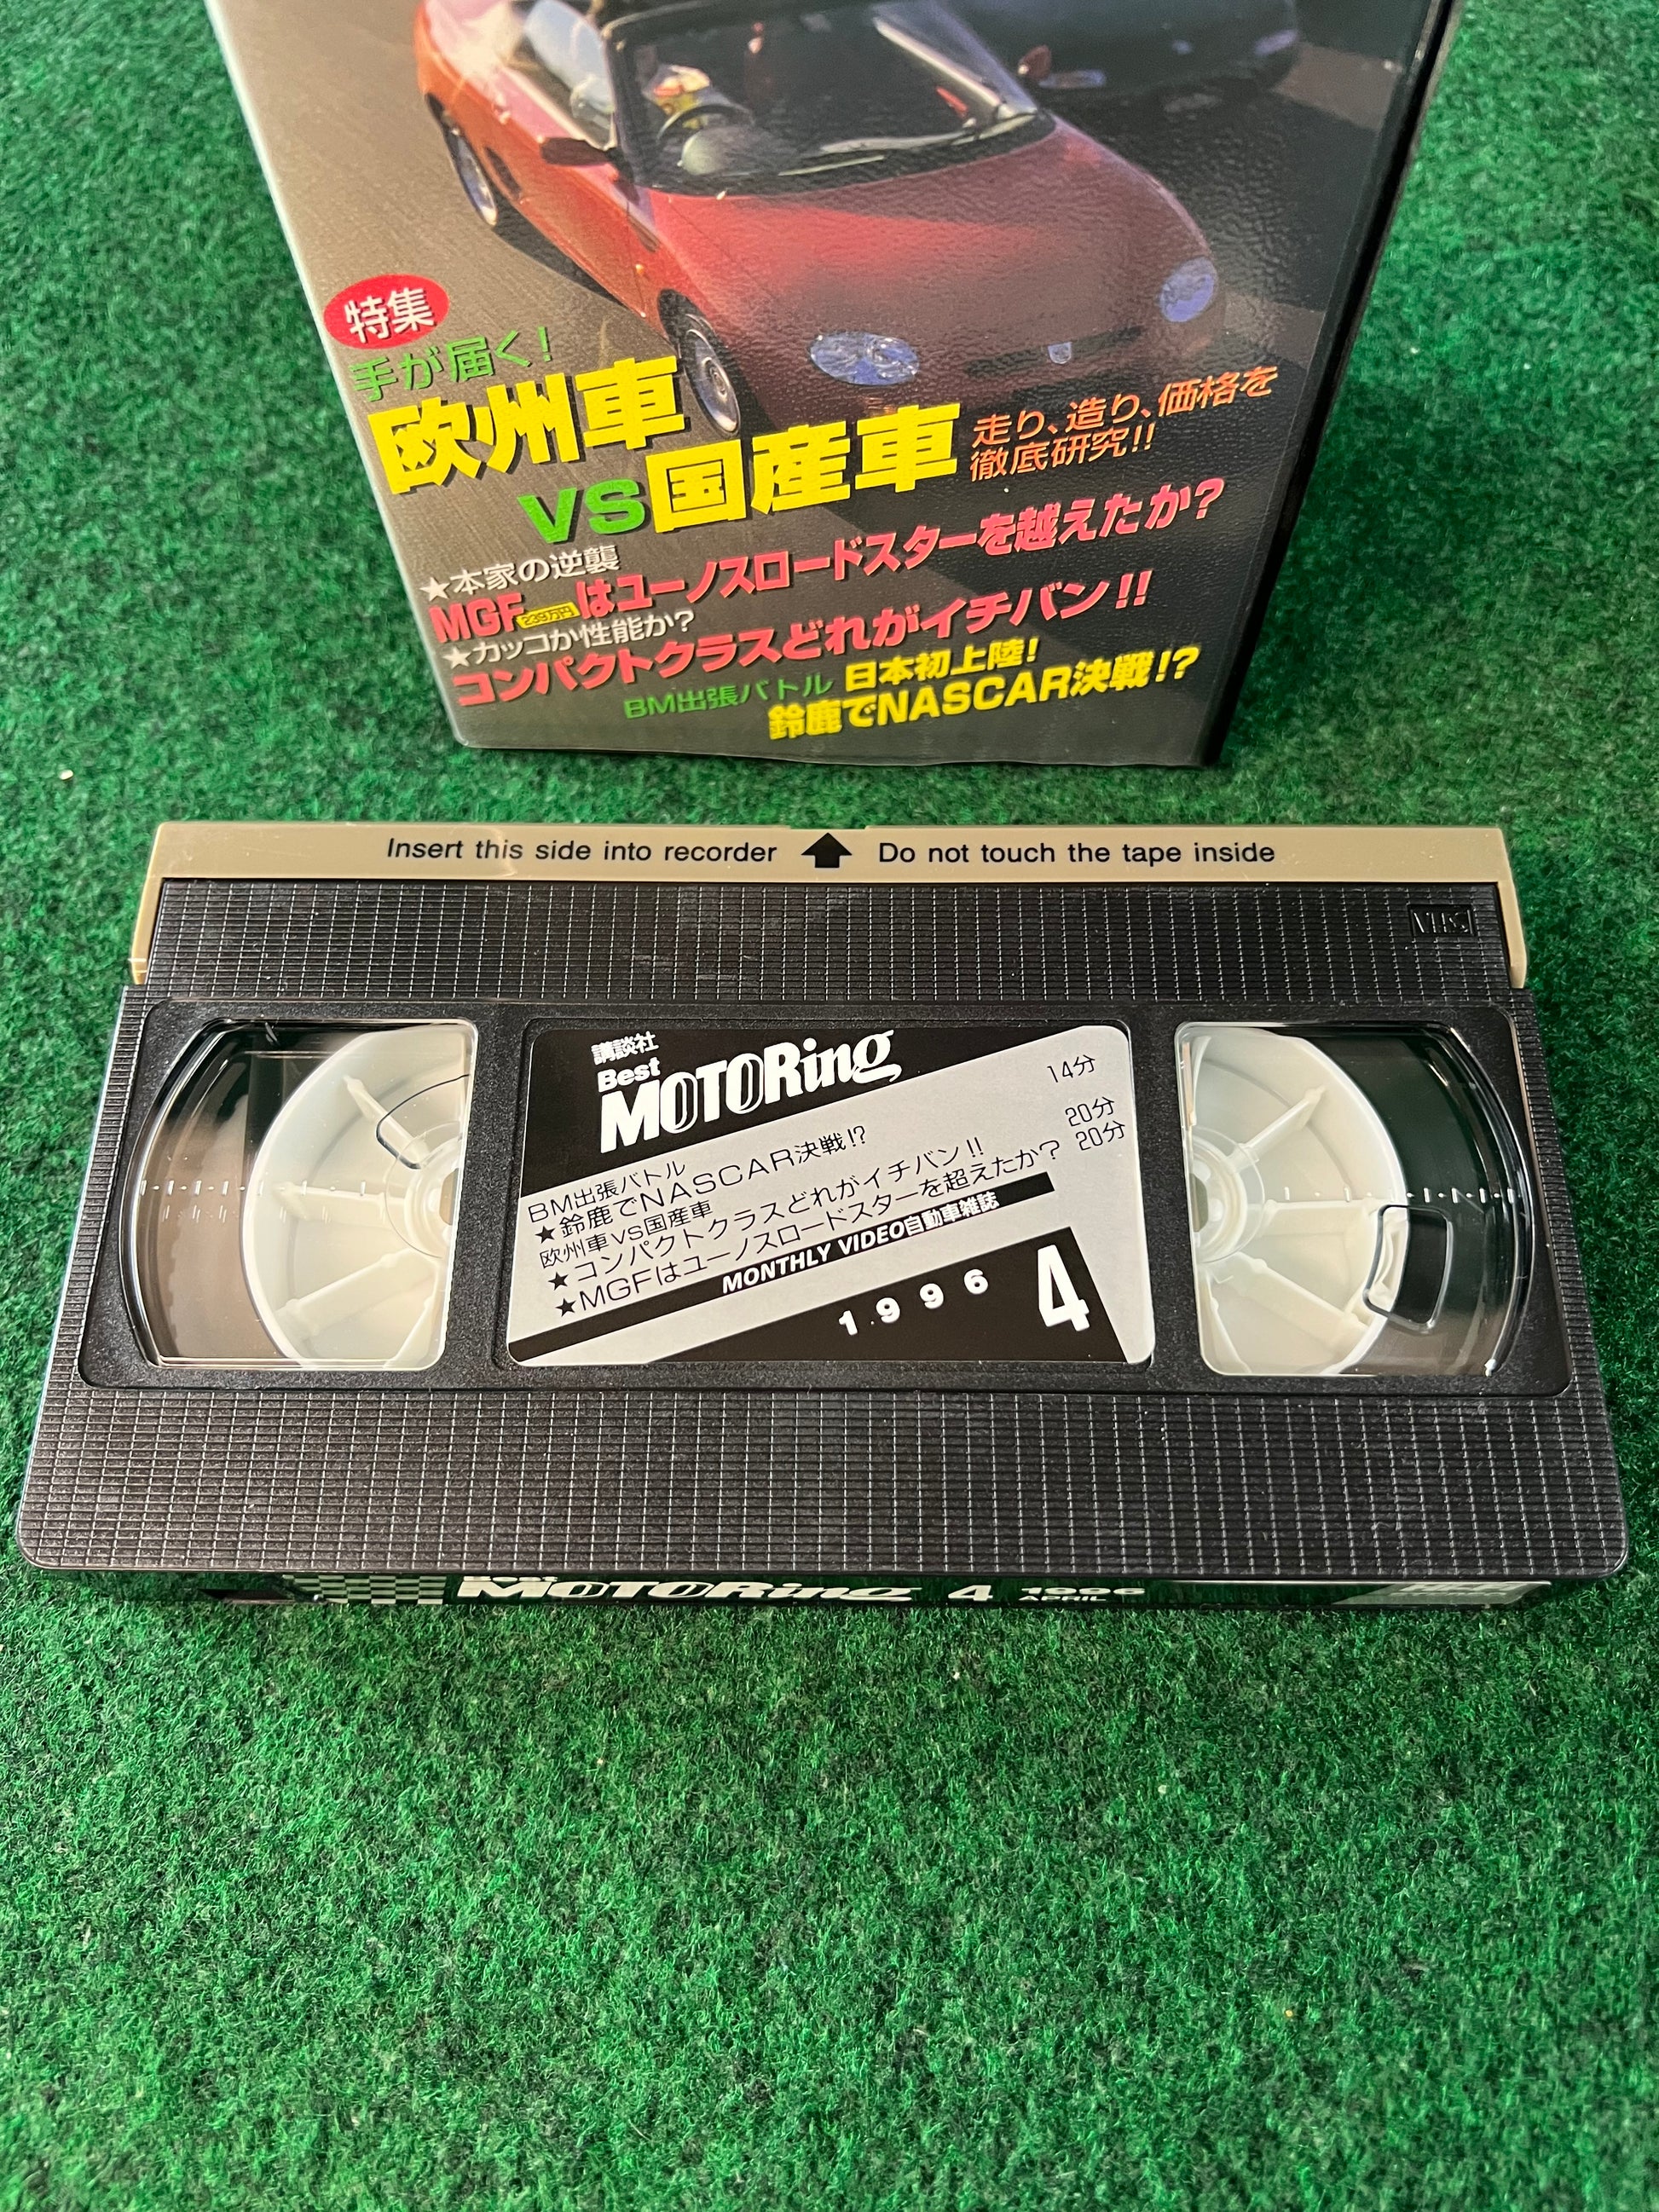 特集
手が届く!
欧州車
VS国産車
走り、造り、価格を
徹底研究!!
★本家の逆襲
MGF239万円はユーノスロードスターを越えたか?
★カッコか性能か?
コンパクトクラスどれがイチバン!!
BM出張バトル 日本初上陸!
鈴鹿でNASCAR決戦!?
Insert this side into recorder Do not touch the tape inside
VHS
講談社
Best
MOTORing
BM出張バトル
★鈴鹿でNASCAR決戦!? 14分
欧州車VS国産車
★コンパクトクラスどれがイチバン!! 20分
★MGFはユーノスロードスターを超えたか? 20分
MONTHLY VIDEO自動車雑誌
1996 4
Best
MOTORing 4 1996
APRIL